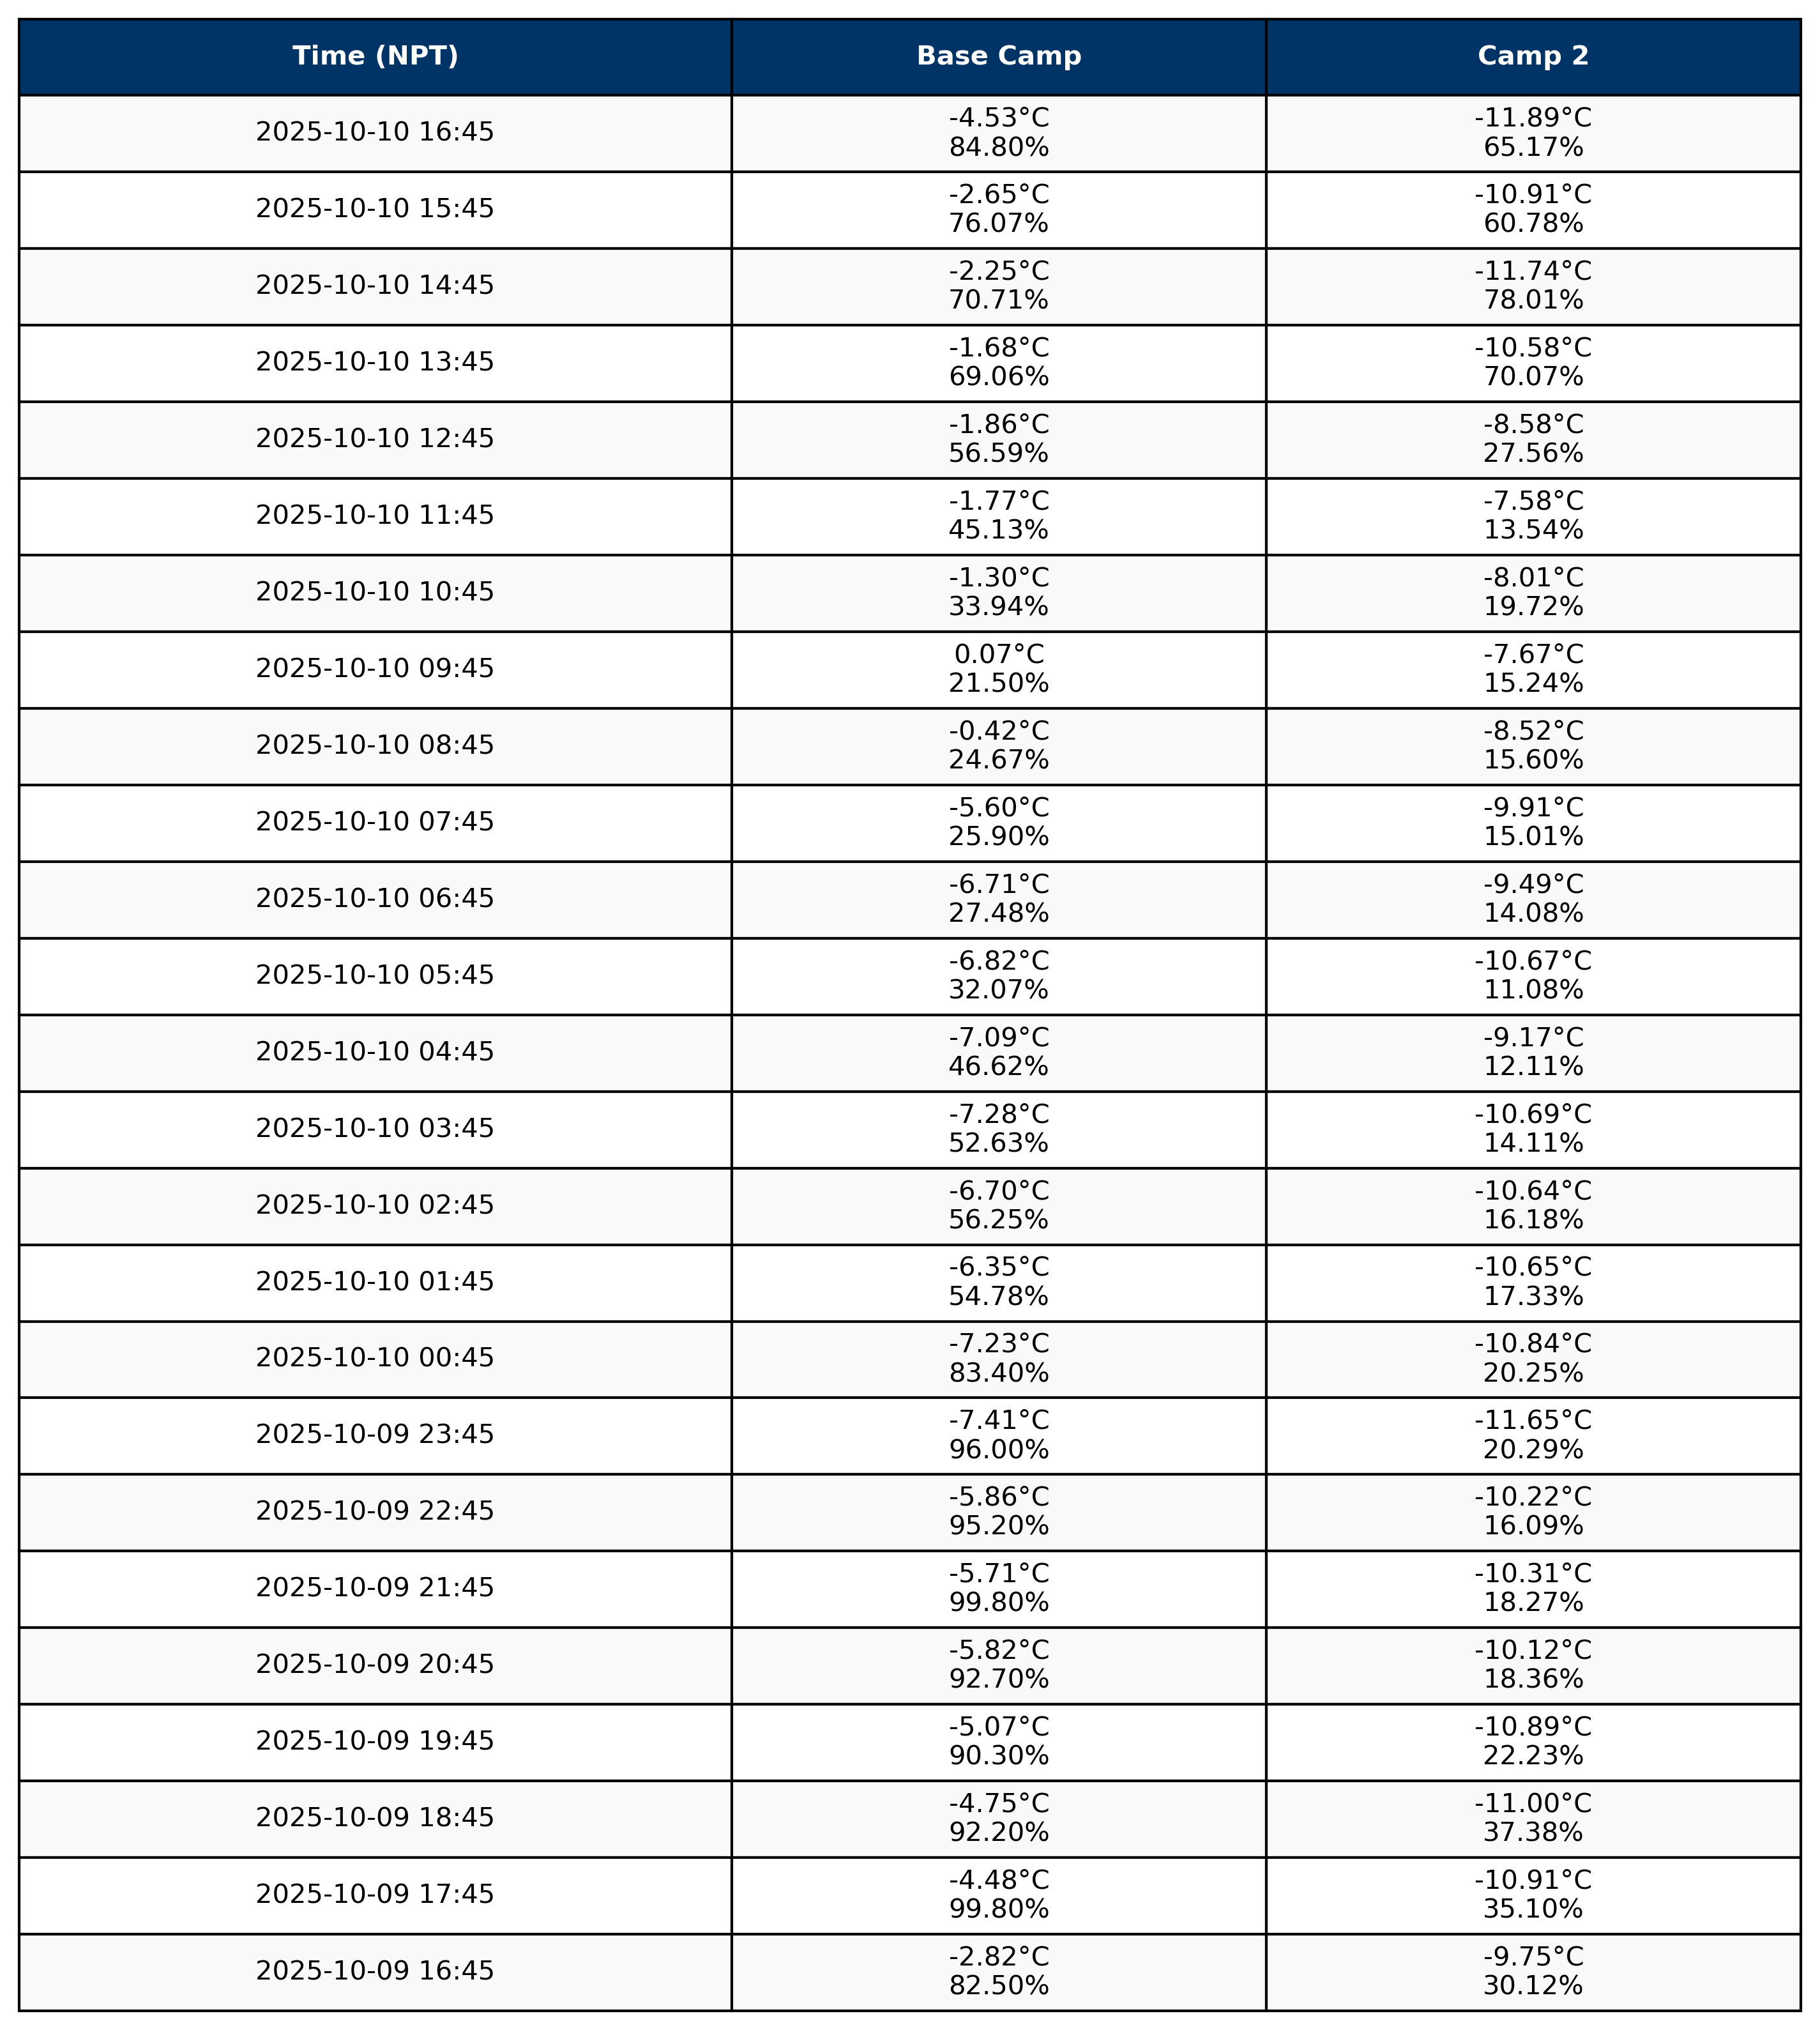 Time (NPT) Base Camp Camp 2
2025-10-10 16:45 -4.53°C -11.89°C
84.80% 65.17%
2025-10-10 15:45 -2.65°C -10.91°C
76.07% 60.78%
2025-10-10 14:45 -2.25°C -11.74°C
70.71% 78.01%
2025-10-10 13:45 -1.68°C -10.58°C
69.06% 70.07%
2025-10-10 12:45 -1.86°C -8.58°C
56.59% 27.56%
2025-10-10 11:45 -1.77°C -7.58°C
45.13% 13.54%
2025-10-10 10:45 -1.30°C -8.01°C
33.94% 19.72%
2025-10-10 09:45 0.07°C -7.67°C
21.50% 15.24%
2025-10-10 08:45 -0.42°C -8.52°C
24.67% 15.60%
2025-10-10 07:45 -5.60°C -9.91°C
25.90% 15.01%
2025-10-10 06:45 -6.71°C -9.49°C
27.48% 14.08%
2025-10-10 05:45 -6.82°C -10.67°C
32.07% 11.08%
2025-10-10 04:45 -7.09°C -9.17°C
46.62% 12.11%
2025-10-10 03:45 -7.28°C -10.69°C
52.63% 14.11%
2025-10-10 02:45 -6.70°C -10.64°C
56.25% 16.18%
2025-10-10 01:45 -6.35°C -10.65°C
54.78% 17.33%
2025-10-10 00:45 -7.23°C -10.84°C
83.40% 20.25%
2025-10-09 23:45 -7.41°C -11.65°C
96.00% 20.29%
2025-10-09 22:45 -5.86°C -10.22°C
95.20% 16.09%
2025-10-09 21:45 -5.71°C -10.31°C
99.80% 18.27%
2025-10-09 20:45 -5.82°C -10.12°C
92.70% 18.36%
2025-10-09 19:45 -5.07°C -10.89°C
90.30% 22.23%
2025-10-09 18:45 -4.75°C -11.00°C
92.20% 37.38%
2025-10-09 17:45 -4.48°C -10.91°C
99.80% 35.10%
2025-10-09 16:45 -2.82°C -9.75°C
82.50% 30.12%